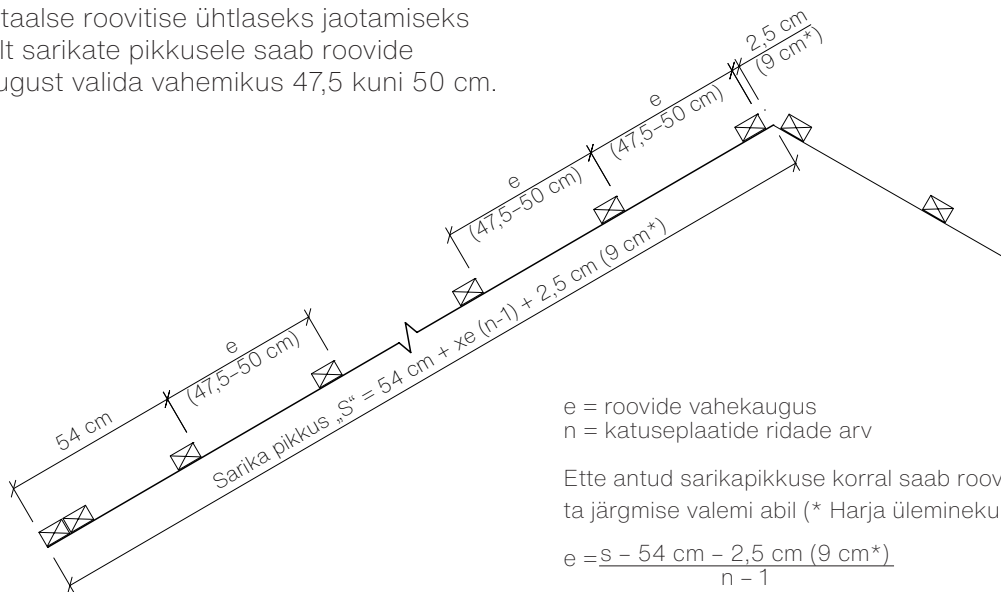 taalse roovitise ühtlaseks jaotamiseks
lt sarikate pikkusele saab roovide
ugust valida vahemikus 47,5 kuni 50 cm.
2,5 cm
(9 cm*)
e
(47,5–50 cm)
e
(47,5–50 cm)
e
(47,5–50 cm)
54 cm
Sarika pikkus „S“ = 54 cm + xe (n-1) + 2,5 cm (9 cm*)
e = roovide vahekaugus
n = katuseplaatide ridade arv
Ette antud sarikapikkuse korral saab roov
ta järgmise valemi abil (* Harja ülemineku
e = s – 54 cm – 2,5 cm (9 cm*)
n – 1